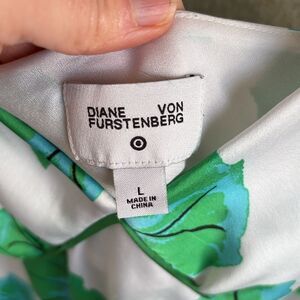 DIANE VON
FURSTENBERG
L
MADE IN
CHINA